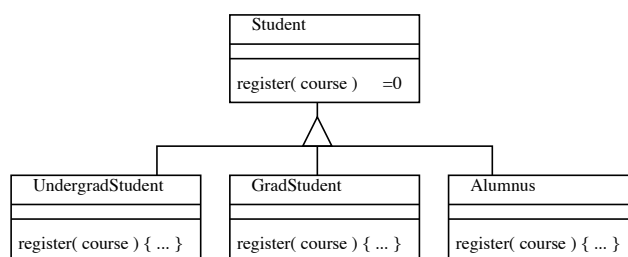 Student
register( course ) =0
UndergradStudent
GradStudent
Alumnus
register( course ) { ... }
register( course ) { ... }
register( course ) { ... }